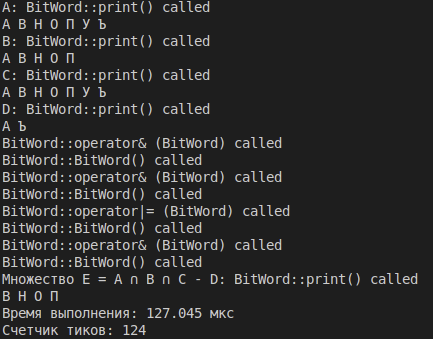 A: BitWord::print() called
А В Н О П У Ъ
B: BitWord::print() called
А В Н О П
C: BitWord::print() called
А В Н О П У Ъ
D: BitWord::print() called
А Ъ
BitWord::operator& (BitWord) called
BitWord::BitWord() called
BitWord::operator& (BitWord) called
BitWord::BitWord() called
BitWord::operator|= (BitWord) called
BitWord::BitWord() called
BitWord::operator& (BitWord) called
BitWord::BitWord() called
Множество E = A ∩ B ∩ C - D: BitWord::print() called
В Н О П
Время выполнения: 127.045 мкс
Счетчик тиков: 124